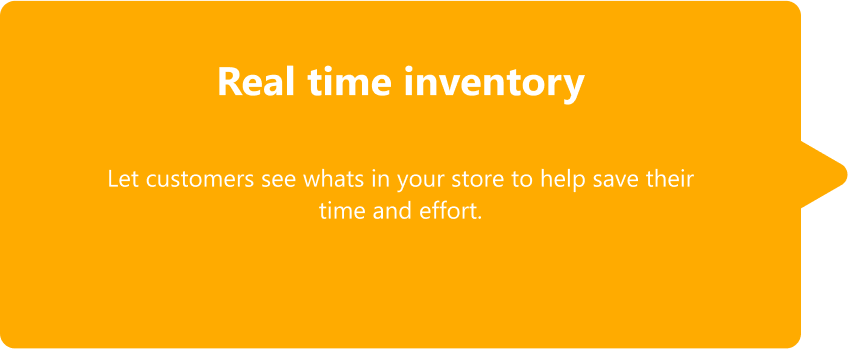 Real time inventory
Let customers see whats in your store to help save their
time and effort.